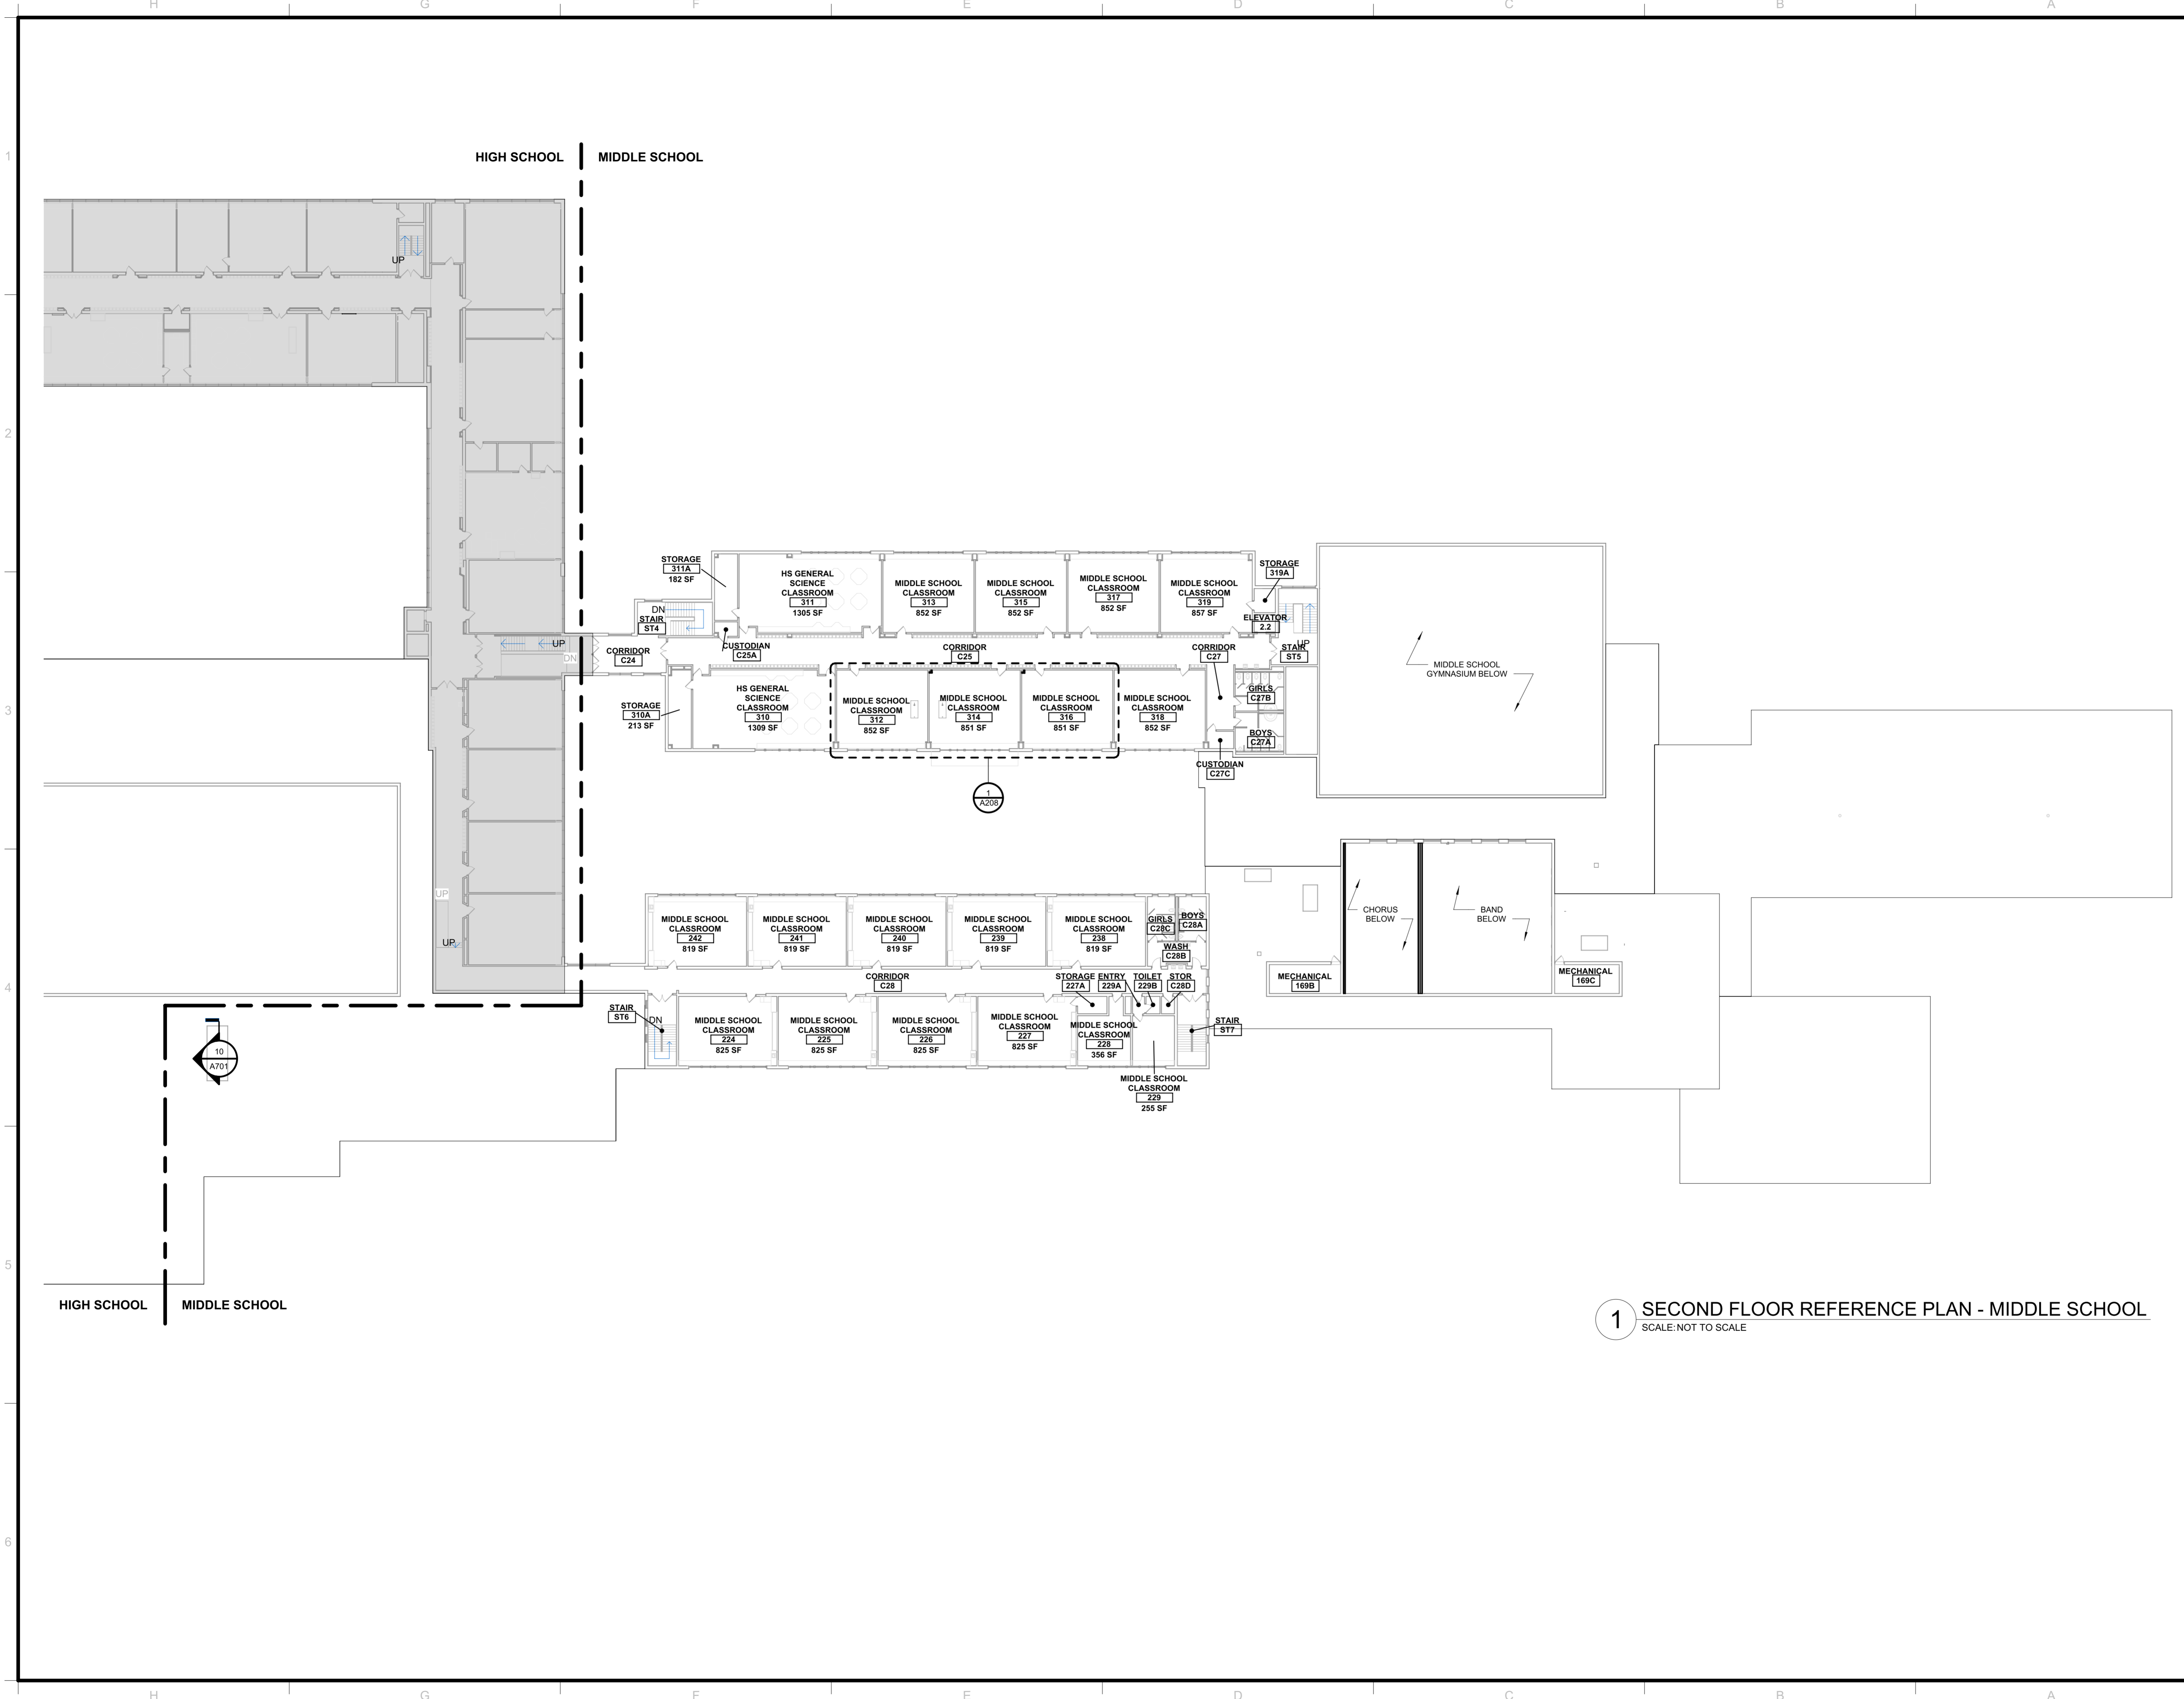 H G F E D C B A
1
HIGH SCHOOL
MIDDLE SCHOOL
UP
2
STORAGE
311A
182 SF
HS GENERAL
SCIENCE
CLASSROOM
311
1305 SF
MIDDLE SCHOOL
CLASSROOM
313
852 SF
MIDDLE SCHOOL
CLASSROOM
315
852 SF
MIDDLE SCHOOL
CLASSROOM
317
852 SF
MIDDLE SCHOOL
CLASSROOM
319
857 SF
STORAGE
319A
DN
STAIR
ST4
ELEVATOR
2.2
UP
DN
CORRIDOR
C24
CUSTODIAN
C25A
CORRIDOR
C25
CORRIDOR
C27
UP
STAIR
ST5
MIDDLE SCHOOL
GYMNASIUM BELOW
3
STORAGE
310A
213 SF
HS GENERAL
SCIENCE
CLASSROOM
310
1309 SF
MIDDLE SCHOOL
CLASSROOM
312
852 SF
MIDDLE SCHOOL
CLASSROOM
314
851 SF
MIDDLE SCHOOL
CLASSROOM
316
851 SF
MIDDLE SCHOOL
CLASSROOM
318
852 SF
GIRLS
C27B
BOYS
C27A
CUSTODIAN
C27C
1
A208
UP
UP
MIDDLE SCHOOL
CLASSROOM
242
819 SF
MIDDLE SCHOOL
CLASSROOM
241
819 SF
MIDDLE SCHOOL
CLASSROOM
240
819 SF
MIDDLE SCHOOL
CLASSROOM
239
819 SF
MIDDLE SCHOOL
CLASSROOM
238
819 SF
GIRLS
C28C
BOYS
C28A
WASH
C28B
CHORUS
BELOW
BAND
BELOW
4
CORRIDOR
C28
STORAGE
227A
ENTRY
229A
TOILET
229B
STOR
C28D
MECHANICAL
169B
MECHANICAL
169C
STAIR
ST6
DN
MIDDLE SCHOOL
CLASSROOM
224
825 SF
MIDDLE SCHOOL
CLASSROOM
225
825 SF
MIDDLE SCHOOL
CLASSROOM
226
825 SF
MIDDLE SCHOOL
CLASSROOM
227
825 SF
MIDDLE SCHOOL
CLASSROOM
228
356 SF
STAIR
ST7
MIDDLE SCHOOL
CLASSROOM
229
255 SF
10
A701
5
HIGH SCHOOL
MIDDLE SCHOOL
1
SECOND FLOOR REFERENCE PLAN - MIDDLE SCHOOL
SCALE: NOT TO SCALE
6
H G F E D C B A